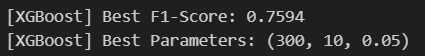 [XGBoost] Best F1-Score: 0.7594
[XGBoost] Best Parameters: (300, 10, 0.05)